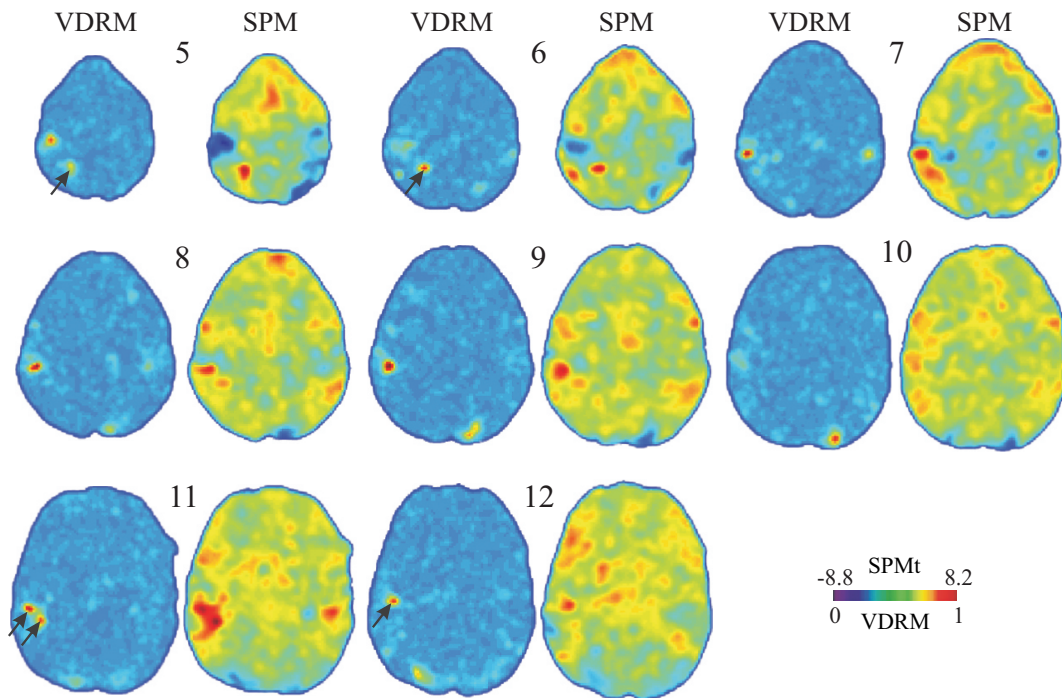 VDRM SPM VDRM SPM VDRM SPM
5 6 7
8 9 10
11 12
SPMt
-8.8 8.2
0 1
VDRM